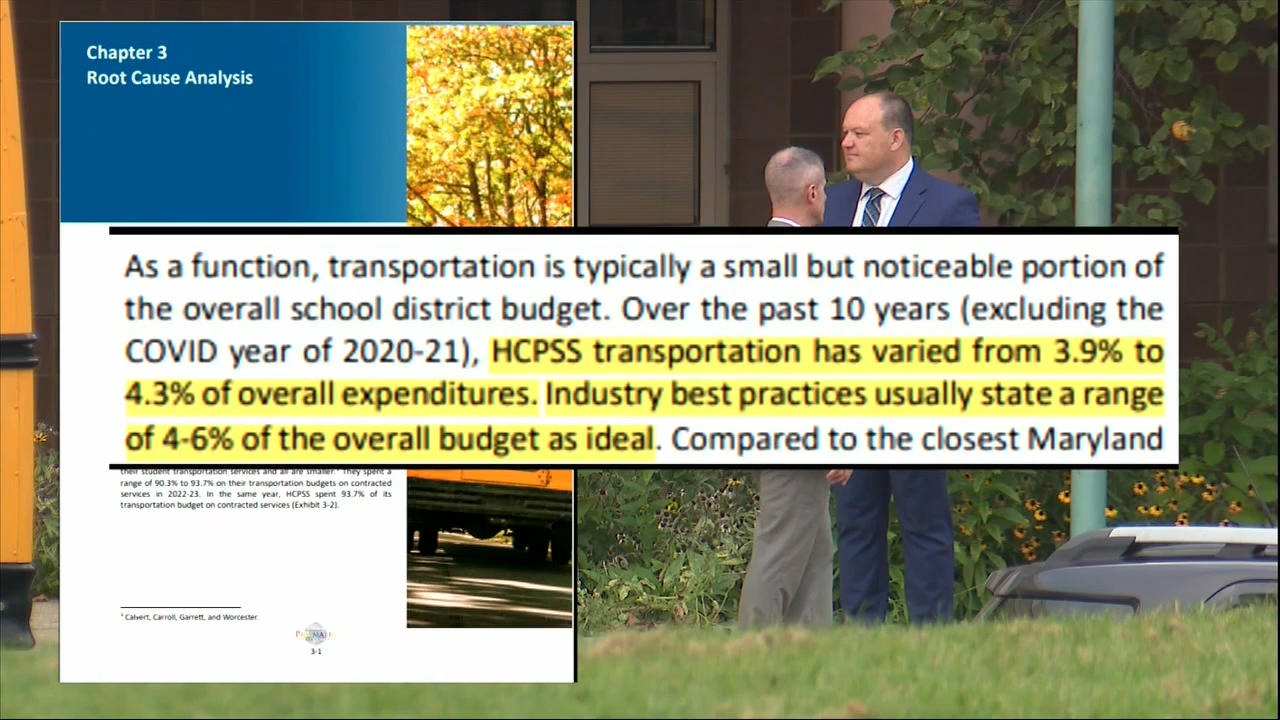 Chapter 3
Root Cause Analysis
As a function, transportation is typically a small but noticeable portion of
the overall school district budget. Over the past 10 years (excluding the
COVID year of 2020-21), HCPSS transportation has varied from 3.9% to
4.3% of overall expenditures. Industry best practices usually state a range
of 4-6% of the overall budget as ideal. Compared to the closest Maryland
their student transportation services and all are smaller.¹ They spent a
range of 90.3% to 93.7% on their transportation budgets on contracted
services in 2022-23. In the same year, HCPSS spent 93.7% of its
transportation budget on contracted services (Exhibit 3-2).
¹ Calvert, Carroll, Garrett, and Worcester.
3-1